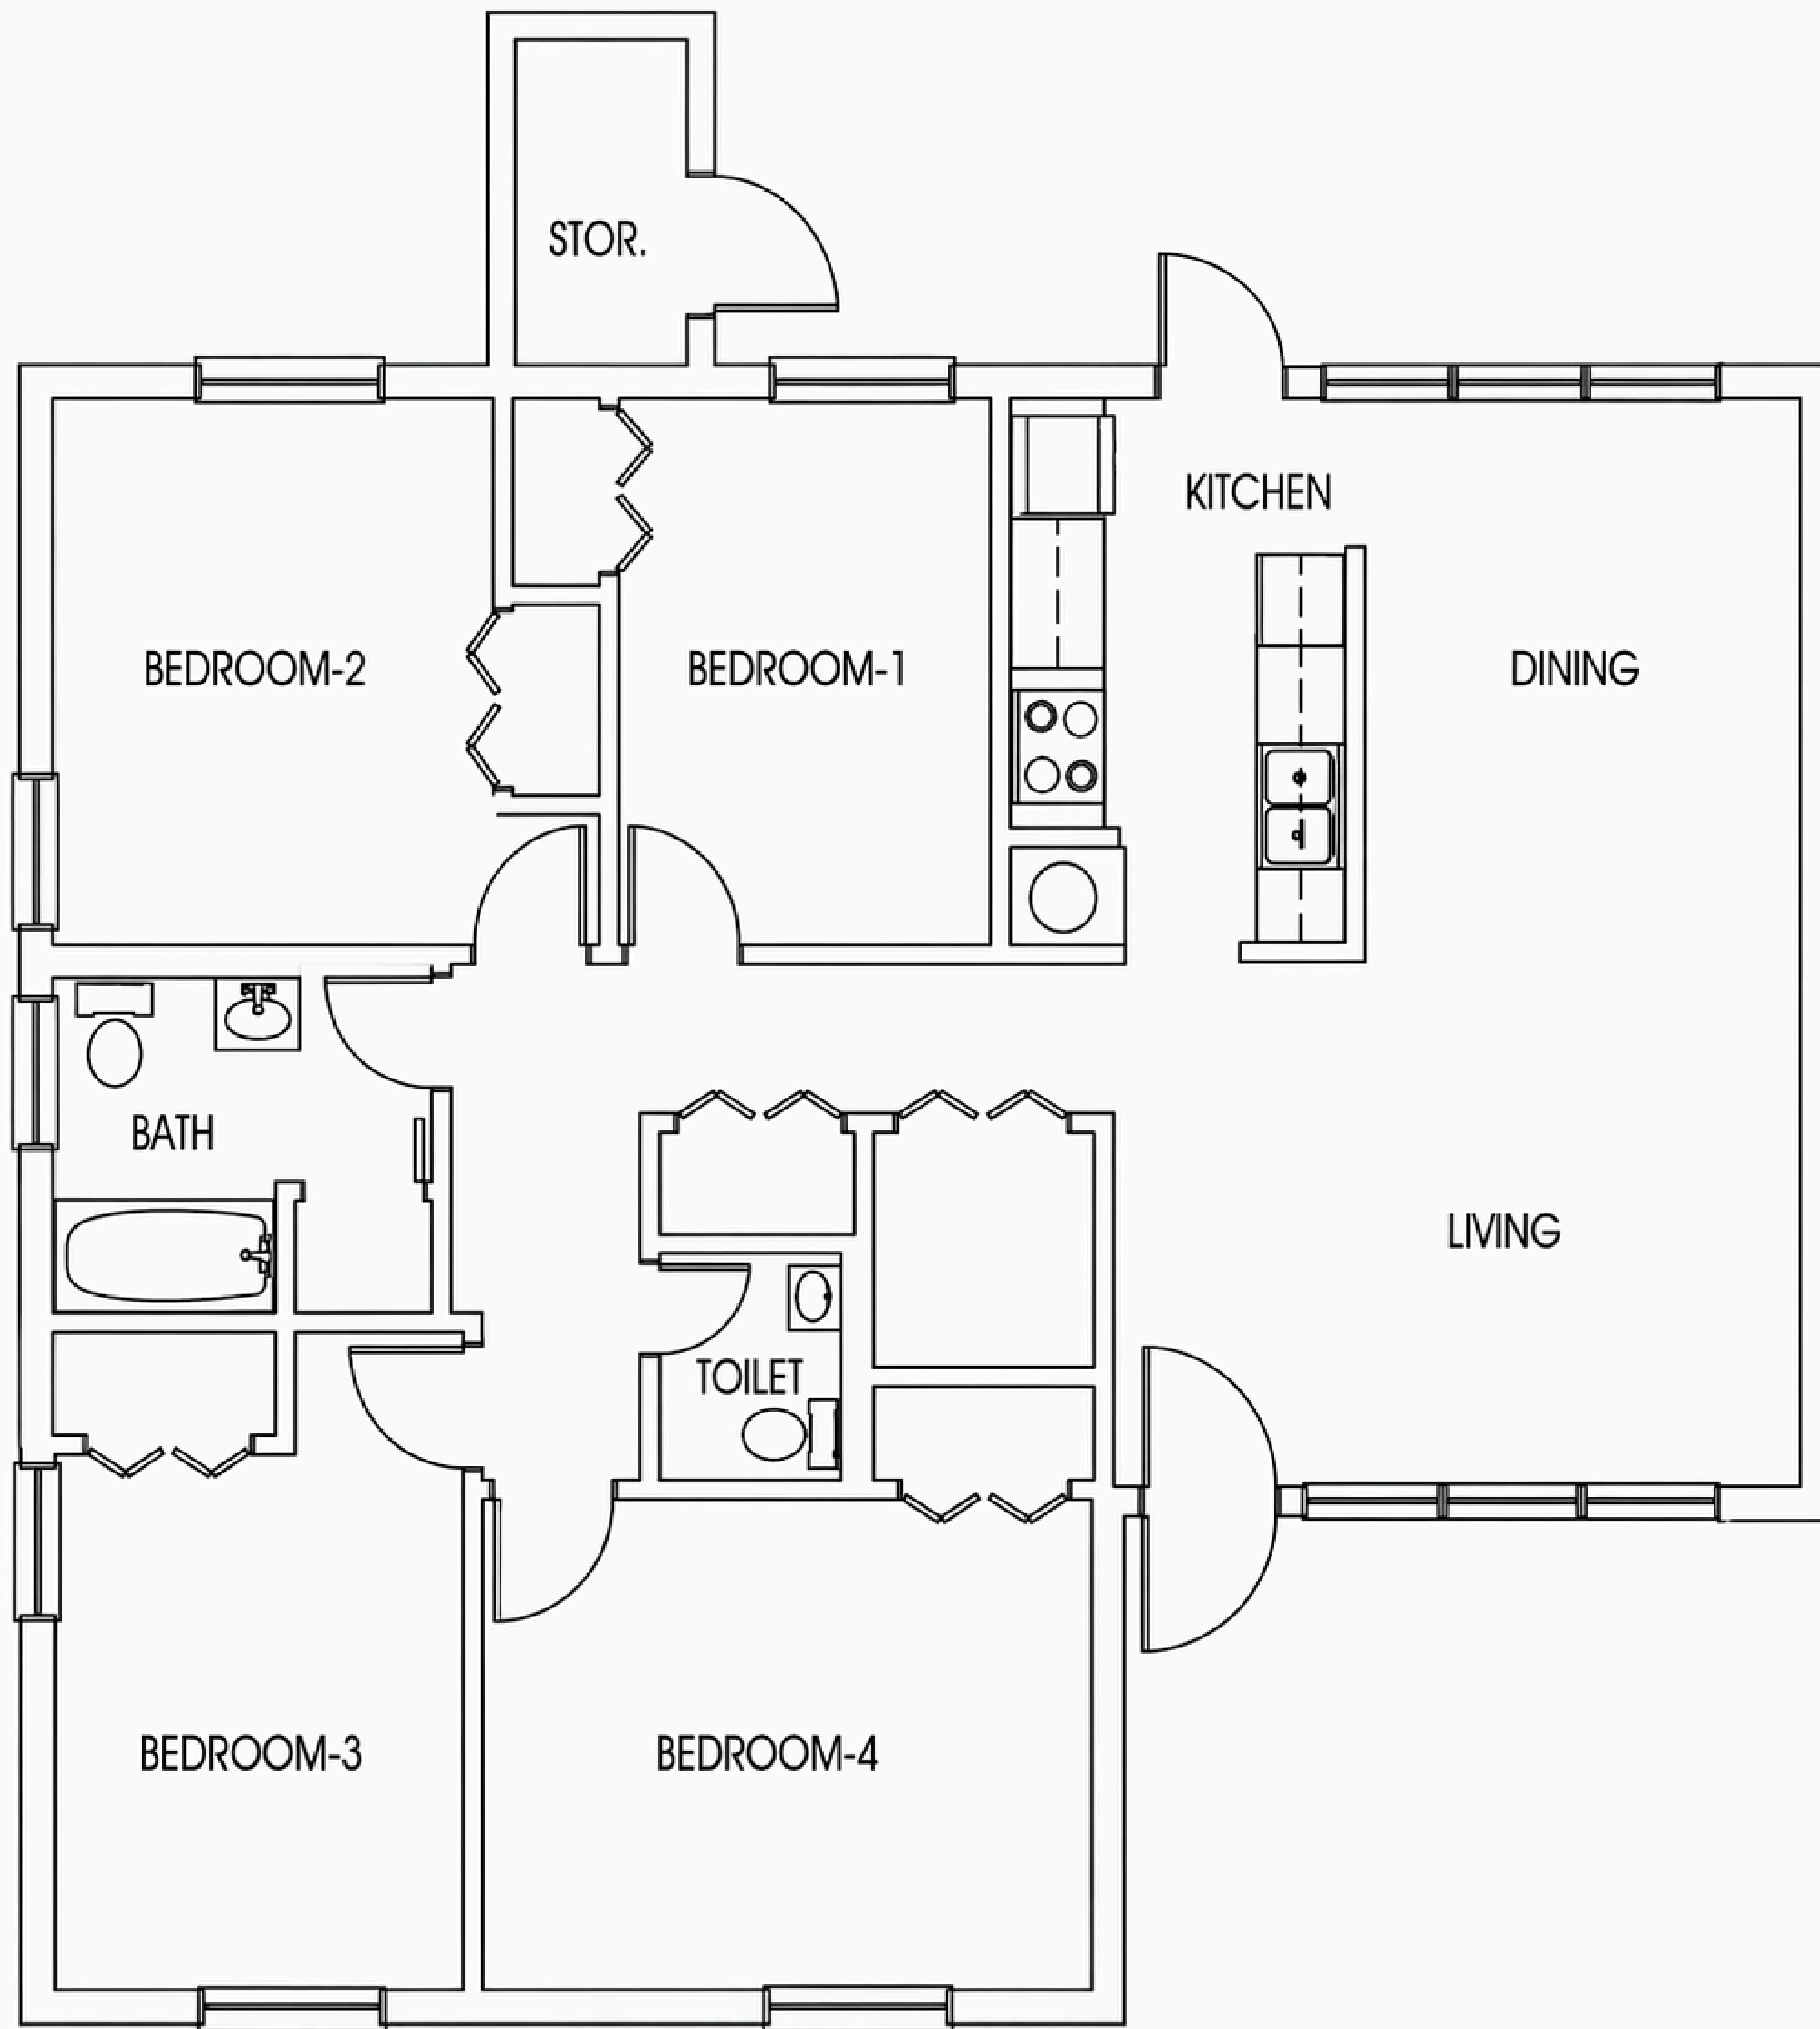 STOR.
KITCHEN
BEDROOM-2
BEDROOM-1
DINING
BATH
LIVING
TOILET
BEDROOM-3
BEDROOM-4